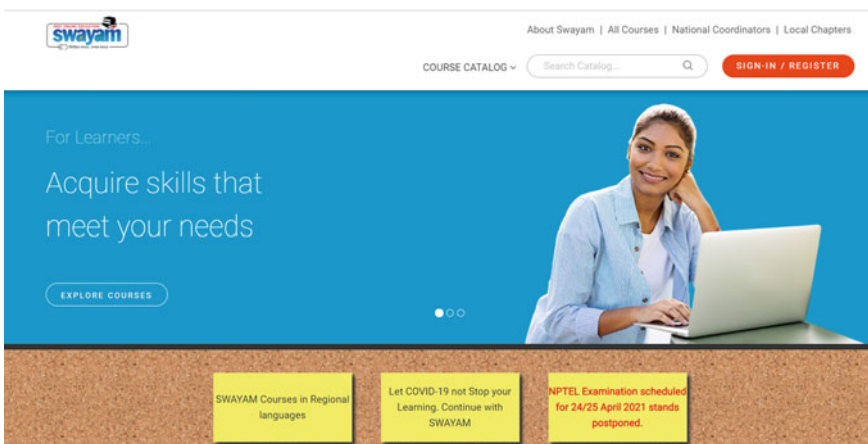 swayam
About Swayam | All Courses | National Coordinators | Local Chapters
COURSE CATALOG
Search Catalog...
SIGN-IN / REGISTER
For Learners...
Acquire skills that
meet your needs
EXPLORE COURSES
SWAYAM Courses in Regional
languages
Let COVID-19 not Stop your
Learning. Continue with
SWAYAM
NPTEL Examination scheduled
for 24/25 April 2021 stands
postponed.